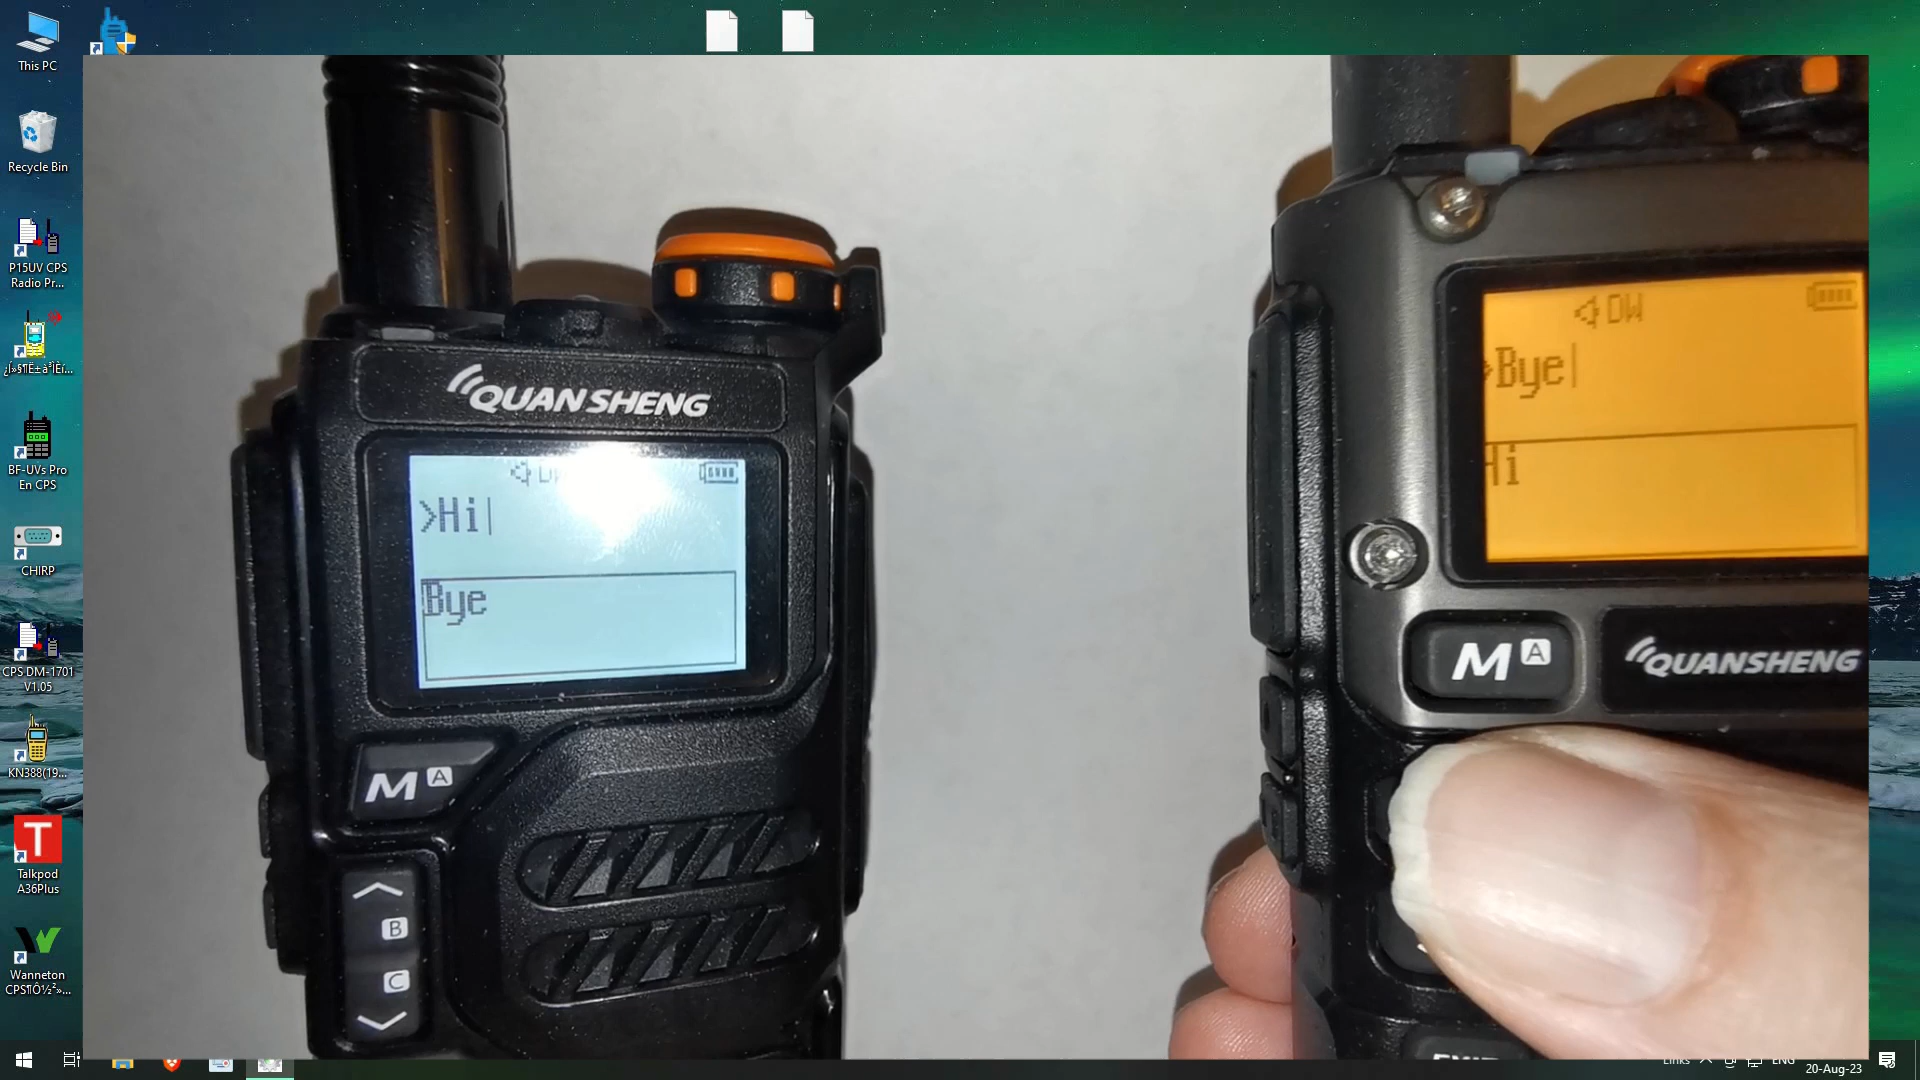 This PC
Recycle Bin
P15UV CPS
Radio Pr...
BF-UVs Pro
En CPS
CHIRP
CPS DM-1701
V1.05
KN388(19...
T
Talkpod
A36Plus
Wanneton
QUANSHENG
>Hi|
Bye
M A
B
C
DW
>Bye|
Hi
M A
QUANSHENG
Links
ENG
20-Aug-23